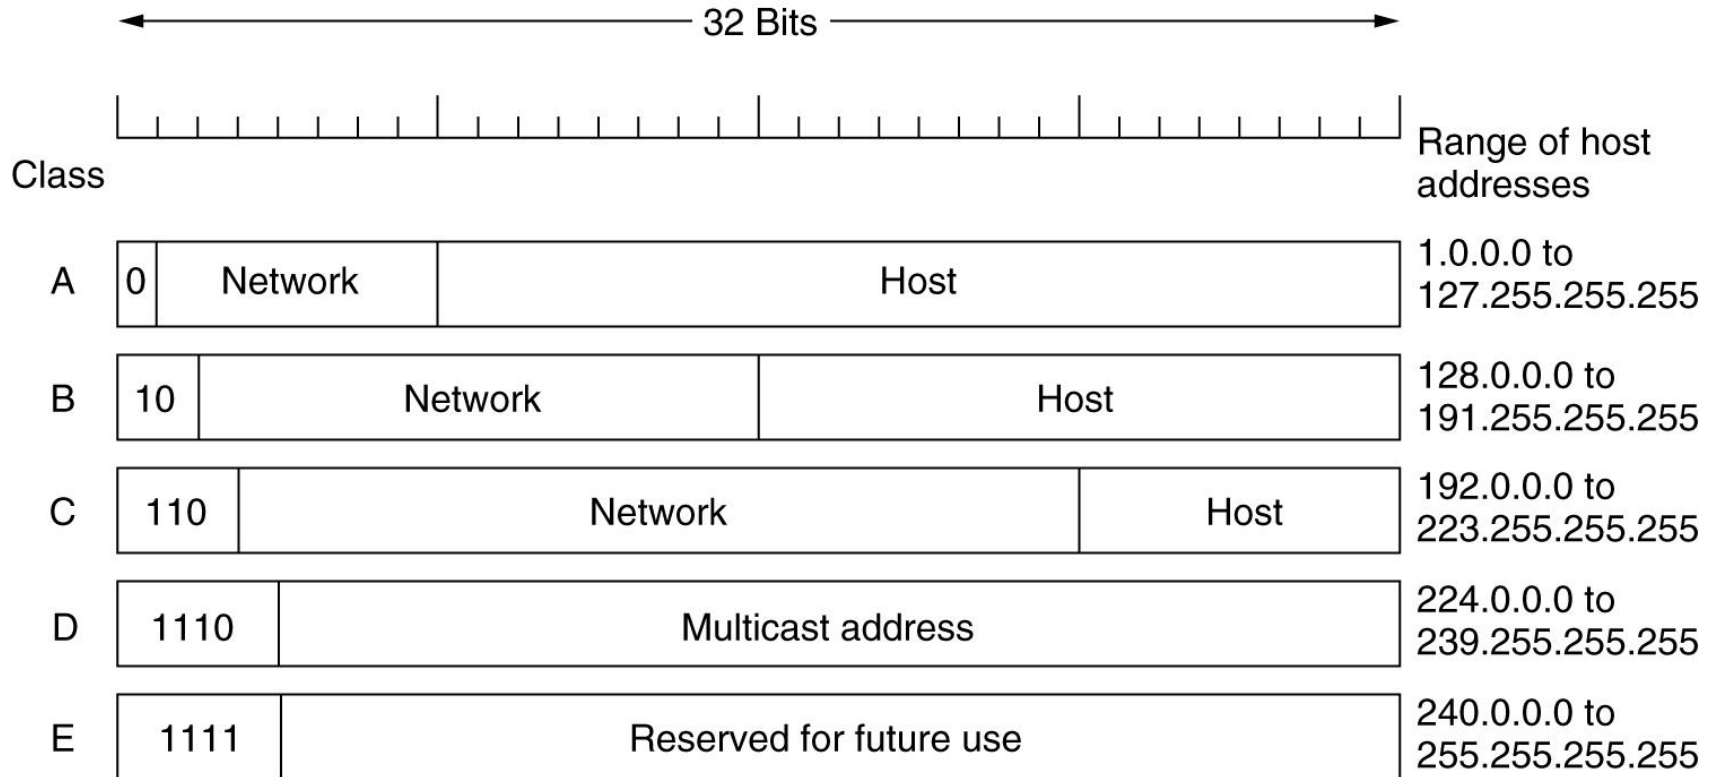 32 Bits
Range of host
addresses
Class
A 0 Network Host 1.0.0.0 to
127.255.255.255
B 10 Network Host 128.0.0.0 to
191.255.255.255
C 110 Network Host 192.0.0.0 to
223.255.255.255
D 1110 Multicast address 224.0.0.0 to
239.255.255.255
E 1111 Reserved for future use 240.0.0.0 to
255.255.255.255